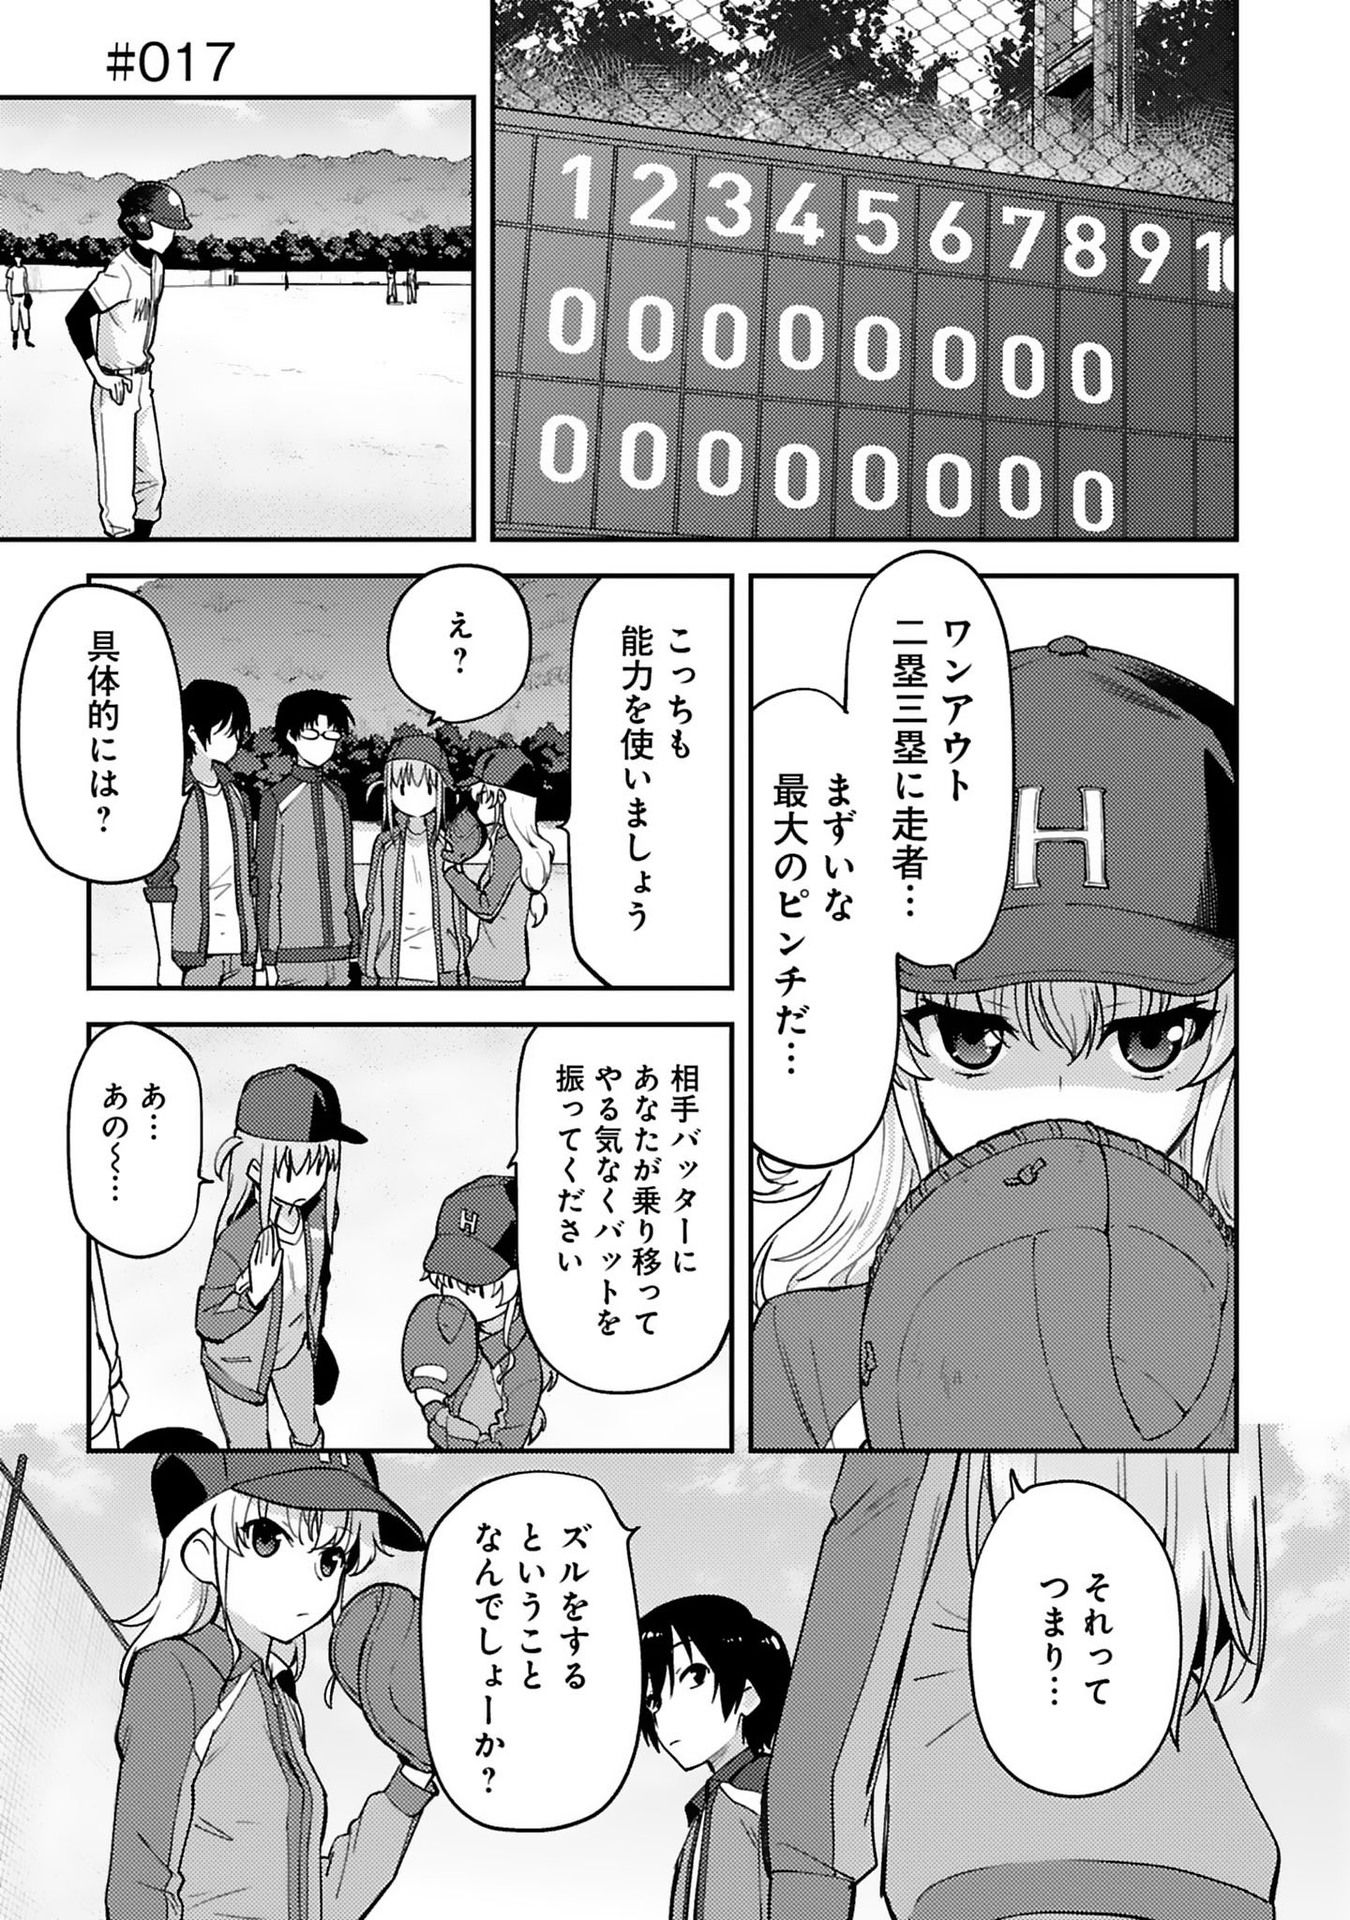 #017
1 2 3 4 5 6 7 8 9 10
0 0 0 0 0 0 0 0
0 0 0 0 0 0 0 0
ワンアウト
二塁三塁に走者…
まずいな
最大のピンチだ…
H
こっちも
能力を使いましょう
え?
具体的には?
相手バッターに
あなたが乗り移って
やる気なくバットを
振ってください
H
あ…
あの〜……
それって
つまり…
ズルをする
ということ
なんでしょーか?
H